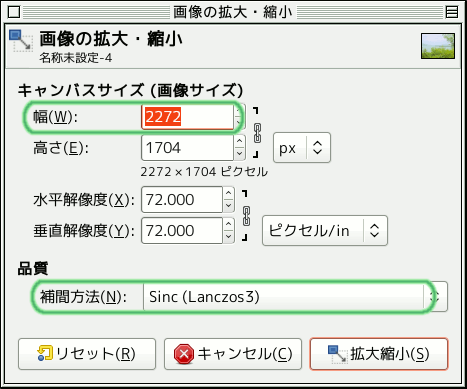 画像の拡大・縮小
画像の拡大・縮小
名称未設定-4
キャンバスサイズ (画像サイズ)
幅(W): 2272
高さ(E): 1704 px
2272 × 1704 ピクセル
水平解像度(X): 72.000
垂直解像度(Y): 72.000 ピクセル/in
品質
補間方法(N): Sinc (Lanczos3)
リセット(R) キャンセル(C) 拡大縮小(S)